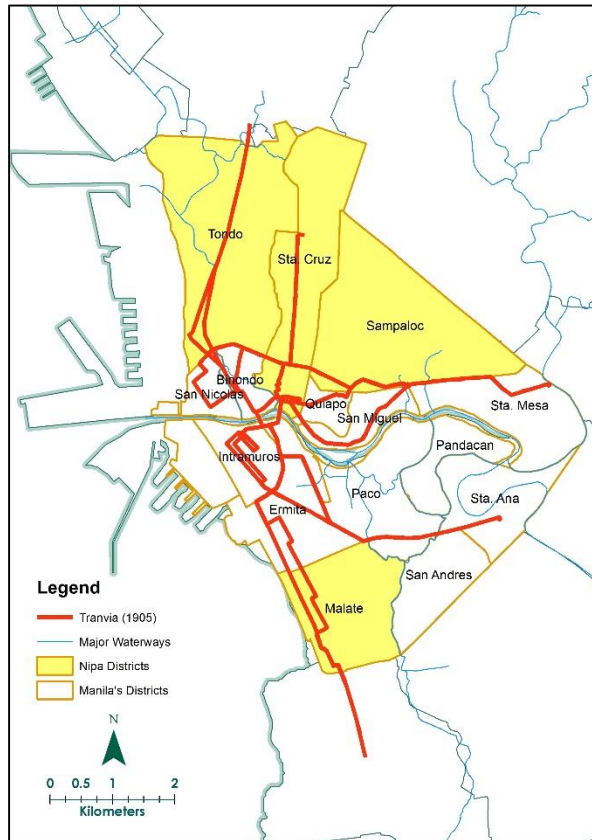 Tondo
Sta. Cruz
Sampaloc
Binondo
San Nicolas
Quiapo
San Miguel
Sta. Mesa
Intramuros
Pandacan
Paco
Sta. Ana
Ermita
San Andres
Malate
Legend
Tranvia (1905)
Major Waterways
Nipa Districts
Manila's Districts
N
0 0.5 1 2
Kilometers